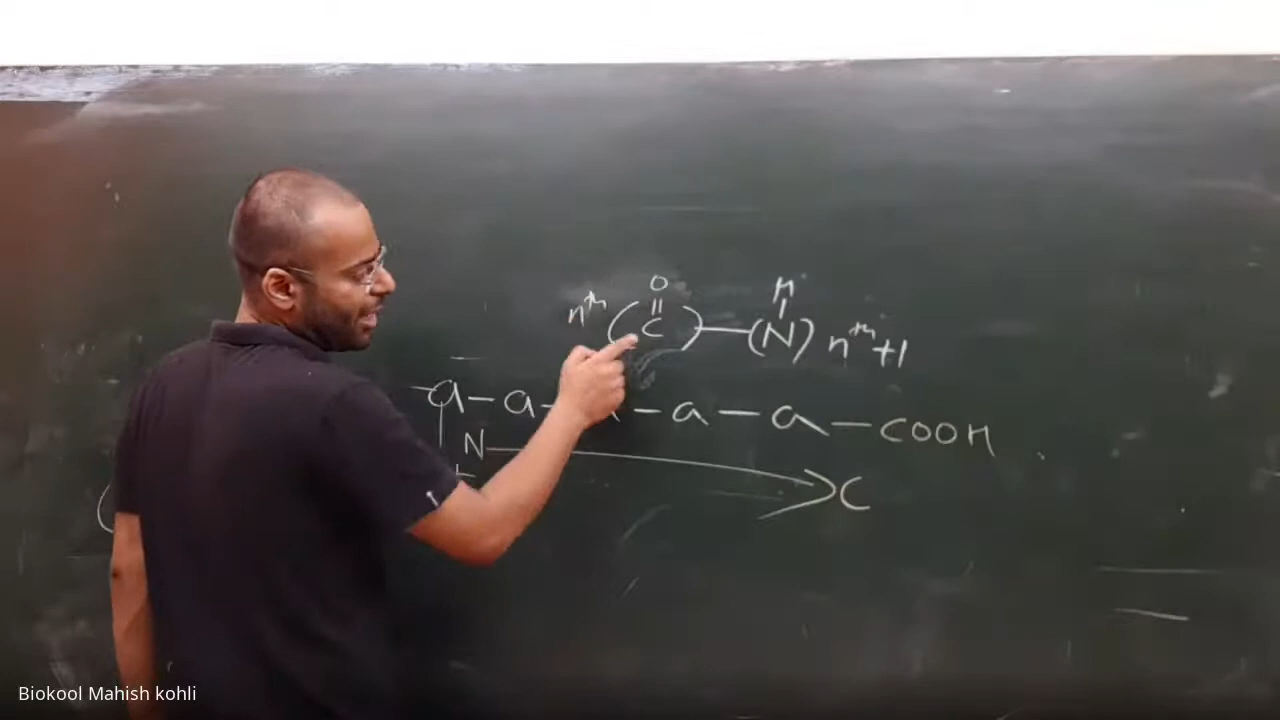 O H
nth (C) — (N) nth+1
a — a - — a — a — COOH
N → C
Biokool Mahish kohli